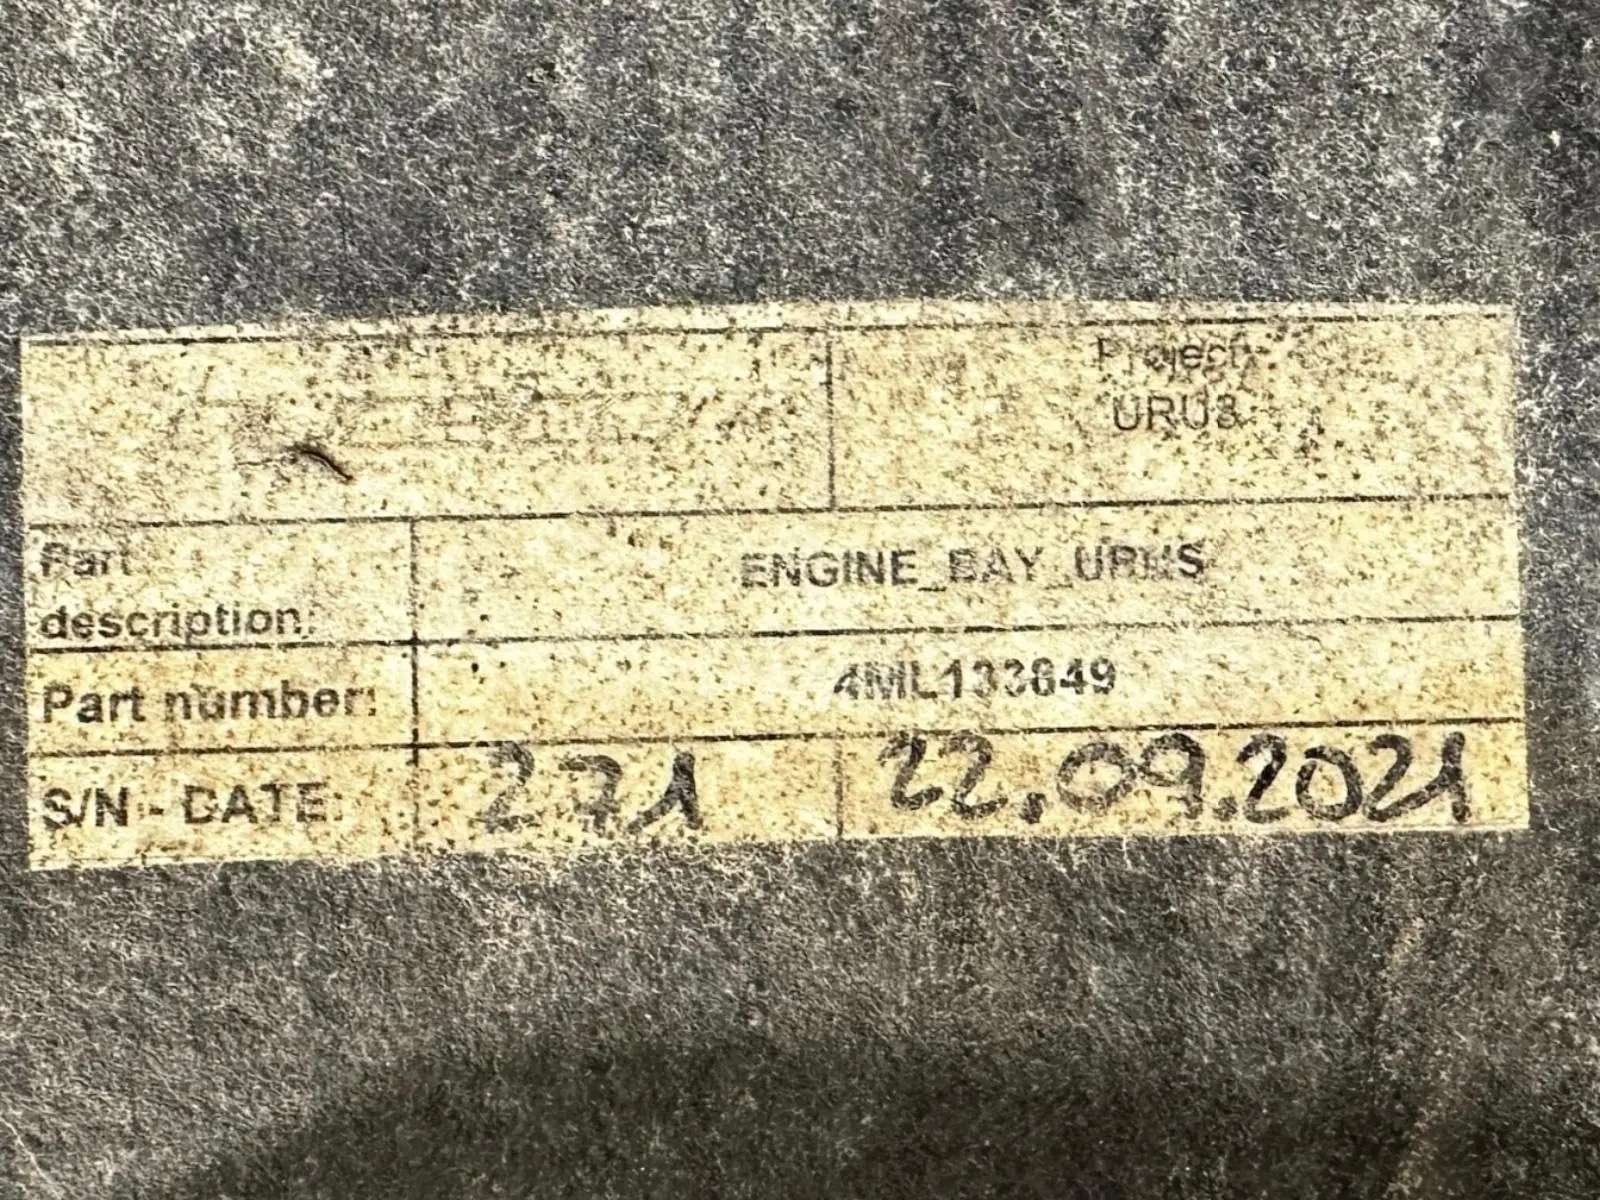 Project:
URUS
Part
description:
ENGINE_BAY_URUS
Part number:
4ML133849
S/N - DATE:
271
22.09.2021